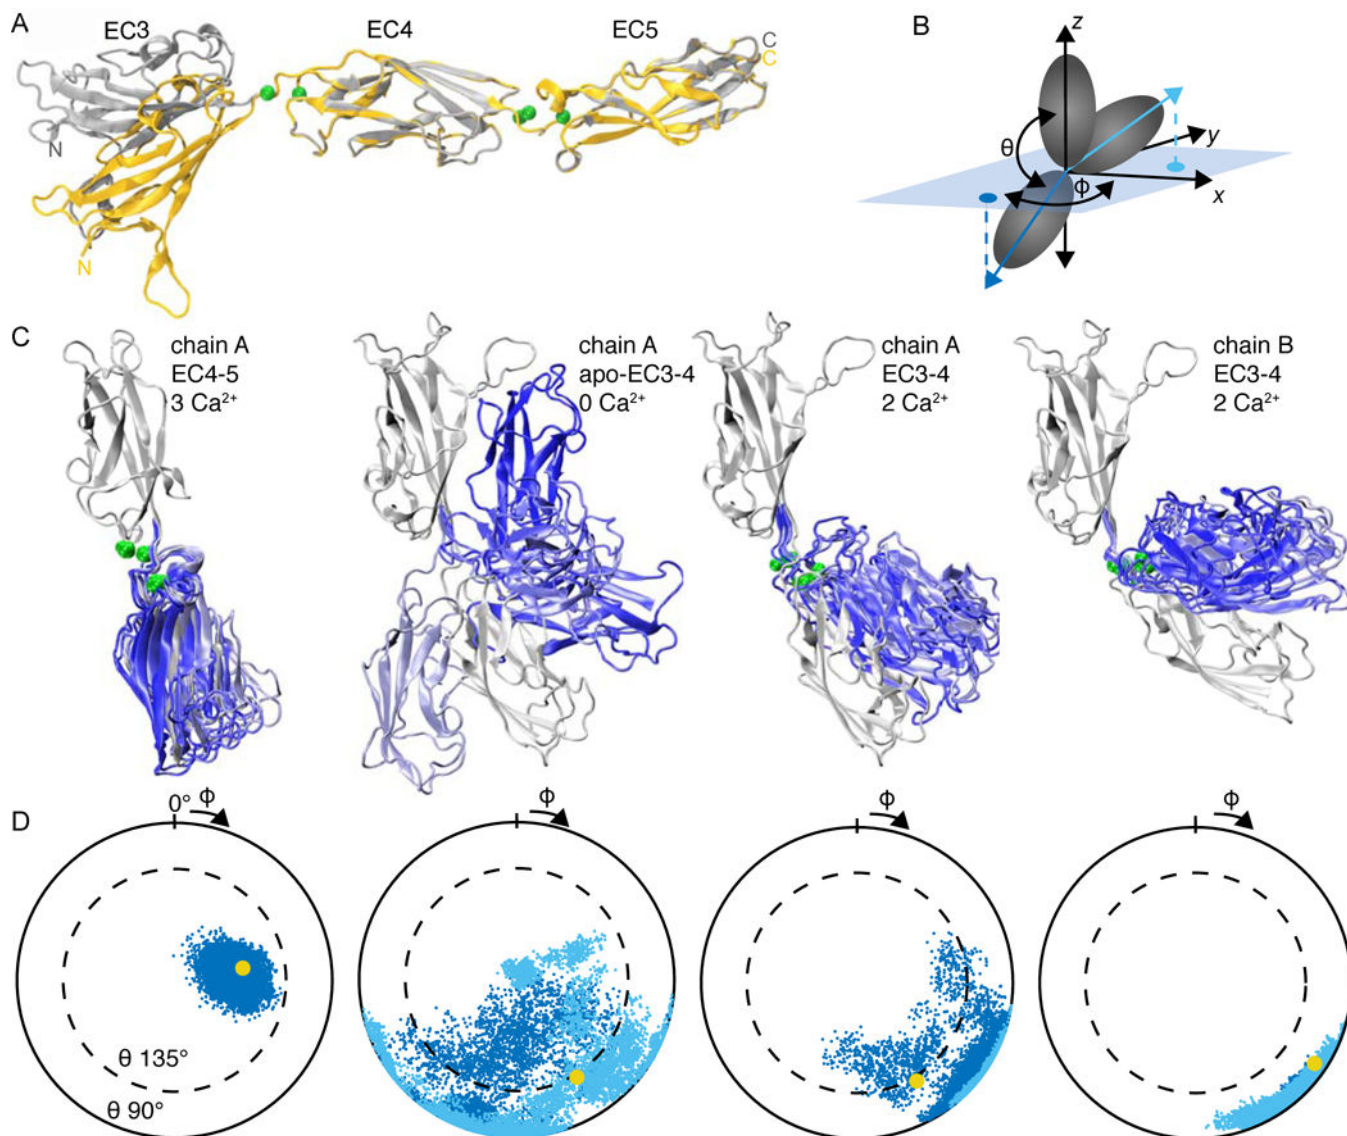 A
EC3
EC4
EC5
C
C
N
N
B
z
y
x
θ
ϕ
C
chain A
EC4-5
3 Ca²⁺
chain A
apo-EC3-4
0 Ca²⁺
chain A
EC3-4
2 Ca²⁺
chain B
EC3-4
2 Ca²⁺
D
0°
ϕ
ϕ
ϕ
ϕ
θ 135°
θ 90°